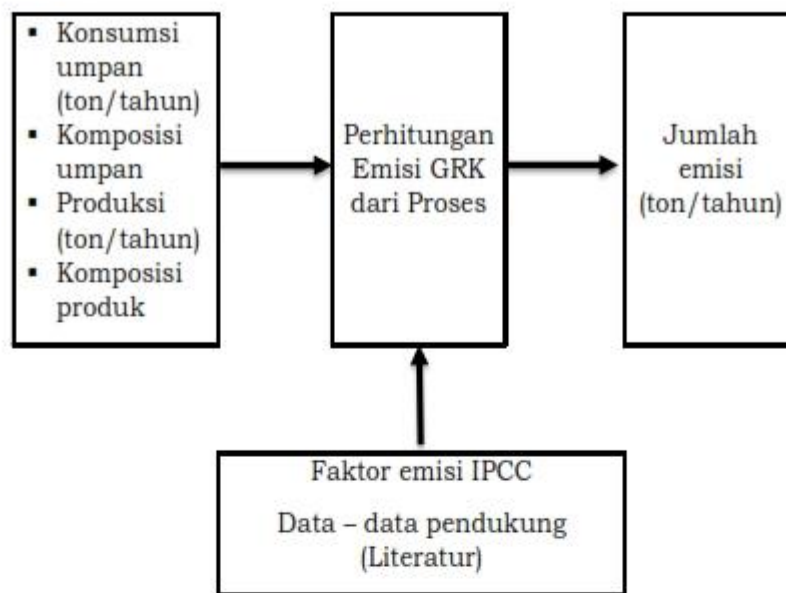 ▪ Konsumsi
umpan
(ton/tahun)
▪ Komposisi
umpan
▪ Produksi
(ton/tahun)
▪ Komposisi
produk
Perhitungan
Emisi GRK
dari Proses
Jumlah
emisi
(ton/tahun)
Faktor emisi IPCC
Data – data pendukung
(Literatur)